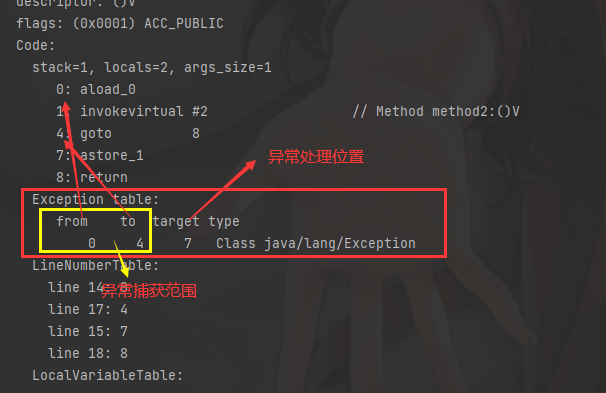 descriptor: ()V
flags: (0x0001) ACC_PUBLIC
Code:
stack=1, locals=2, args_size=1
0: aload_0
1: invokevirtual #2 // Method method2:()V
4: goto 8
7: astore_1
8: return
异常处理位置
Exception table:
from to target type
0 4 7 Class java/lang/Exception
LineNumberTable:
line 14: 0
异常捕获范围
line 17: 4
line 15: 7
line 18: 8
LocalVariableTable: